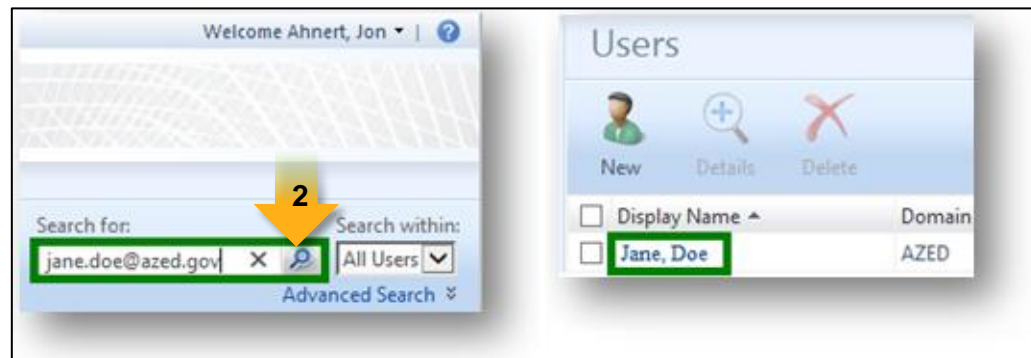 Welcome Ahnert, Jon
2
Search for:
Search within:
jane.doe@azed.gov
All Users
Advanced Search
Users
New
Details
Delete
Display Name
Domain
Jane, Doe
AZED